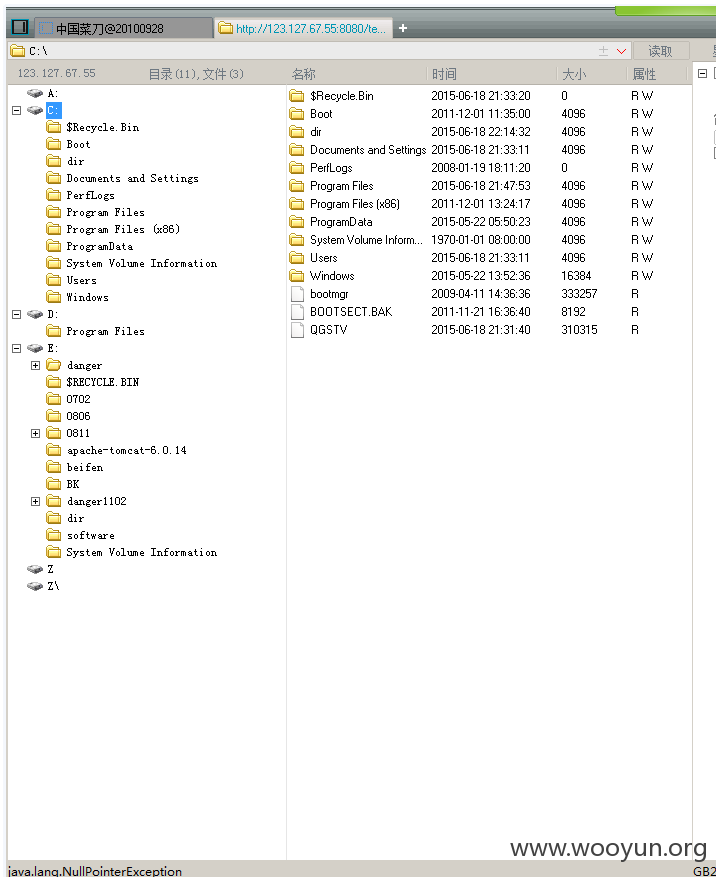 中国菜刀@20100928 http://123.127.67.55:8080/te... +
C:\ 读取
123.127.67.55 目录(11),文件(3) 名称 时间 大小 属性
A:
C:
$Recycle.Bin
Boot
dir
Documents and Settings
PerfLogs
Program Files
Program Files (x86)
ProgramData
System Volume Information
Users
Windows
D:
Program Files
E:
danger
$RECYCLE.BIN
0702
0806
0811
apache-tomcat-6.0.14
beifen
BK
danger1102
dir
software
System Volume Information
Z
Z\
$Recycle.Bin 2015-06-18 21:33:20 0 R W
Boot 2011-12-01 11:35:00 4096 R W
dir 2015-06-18 22:14:32 4096 R W
Documents and Settings 2015-06-18 21:33:11 4096 R W
PerfLogs 2008-01-19 18:11:20 0 R W
Program Files 2015-06-18 21:47:53 4096 R W
Program Files (x86) 2011-12-01 13:24:17 4096 R W
ProgramData 2015-05-22 05:50:23 4096 R W
System Volume Inform... 1970-01-01 08:00:00 4096 R W
Users 2015-06-18 21:33:11 4096 R W
Windows 2015-05-22 13:52:36 16384 R W
bootmgr 2009-04-11 14:36:36 333257 R
BOOTSECT.BAK 2011-11-21 16:36:40 8192 R
QGSTV 2015-06-18 21:31:40 310315 R
www.wooyun.org
java.lang.NullPointerException GB2